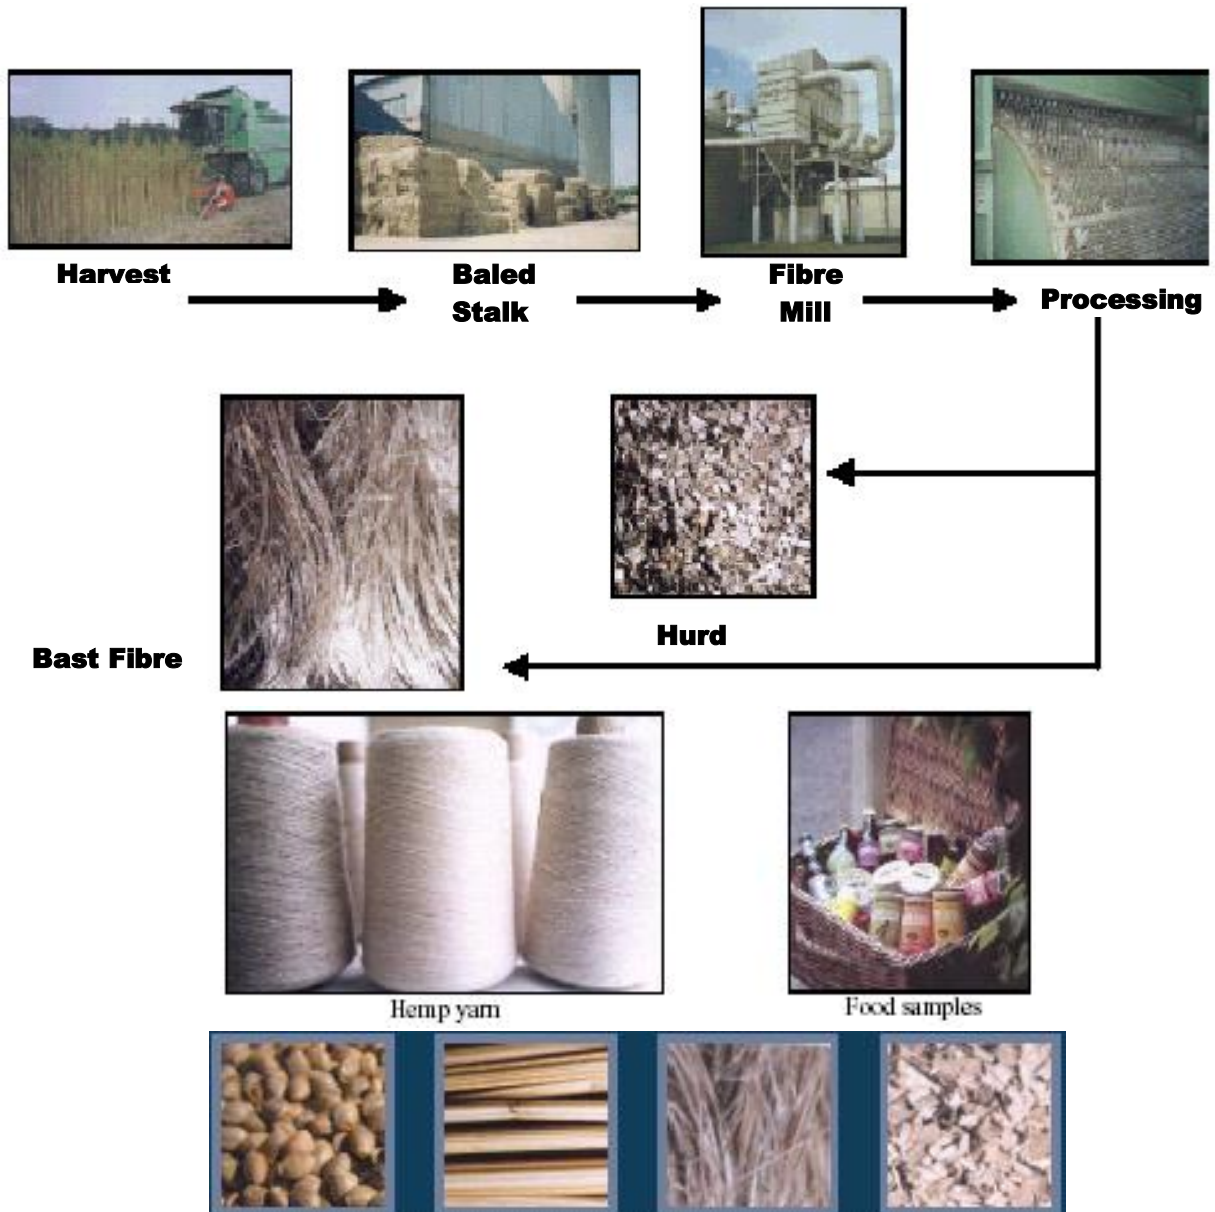 Harvest
Baled
Stalk
Fibre
Mill
Processing
Hurd
Bast Fibre
Hemp yarn
Food samples